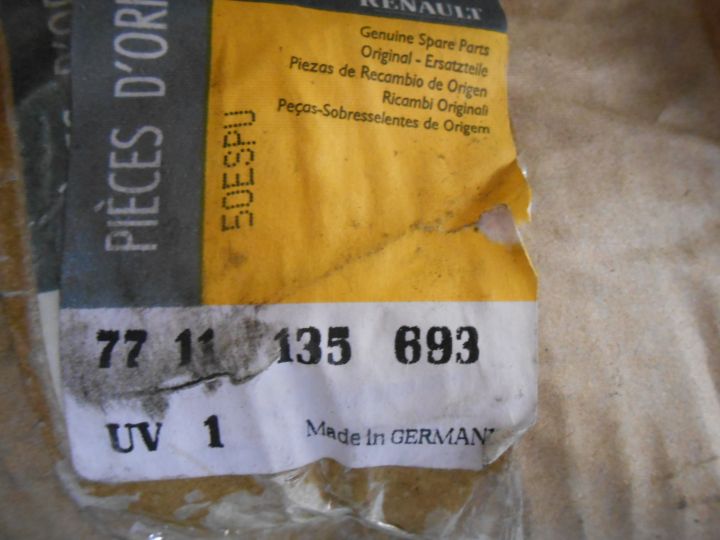 RENAULT
Genuine Spare Parts
Original - Ersatzteile
Piezas de Recambio de Origen
Ricambi Originali
Peças-Sobresselentes de Origem
PIÈCES D'ORI
50E8PU
77 11 135 693
UV 1
Made in GERMANY